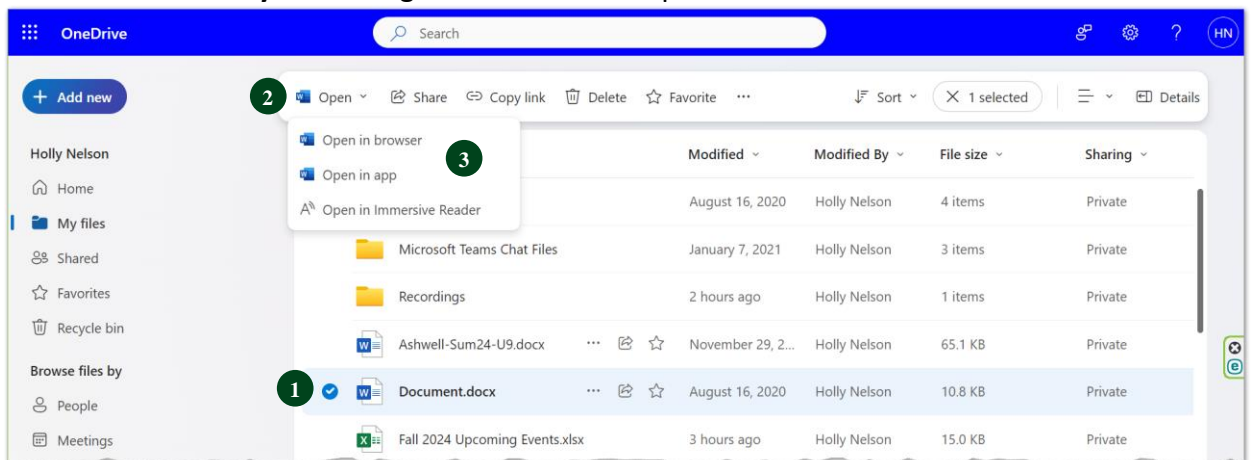 OneDrive Search HN
+ Add new 2 Open Share Copy link Delete Favorite ... Sort X 1 selected Details
Open in browser
3
Open in app
Open in Immersive Reader
Holly Nelson
Home
My files
Shared
Favorites
Recycle bin
Browse files by
People
Meetings
Modified Modified By File size Sharing
August 16, 2020 Holly Nelson 4 items Private
Microsoft Teams Chat Files January 7, 2021 Holly Nelson 3 items Private
Recordings 2 hours ago Holly Nelson 1 items Private
Ashwell-Sum24-U9.docx ... November 29, 2... Holly Nelson 65.1 KB Private
1 Document.docx ... August 16, 2020 Holly Nelson 10.8 KB Private
Fall 2024 Upcoming Events.xlsx 3 hours ago Holly Nelson 15.0 KB Private